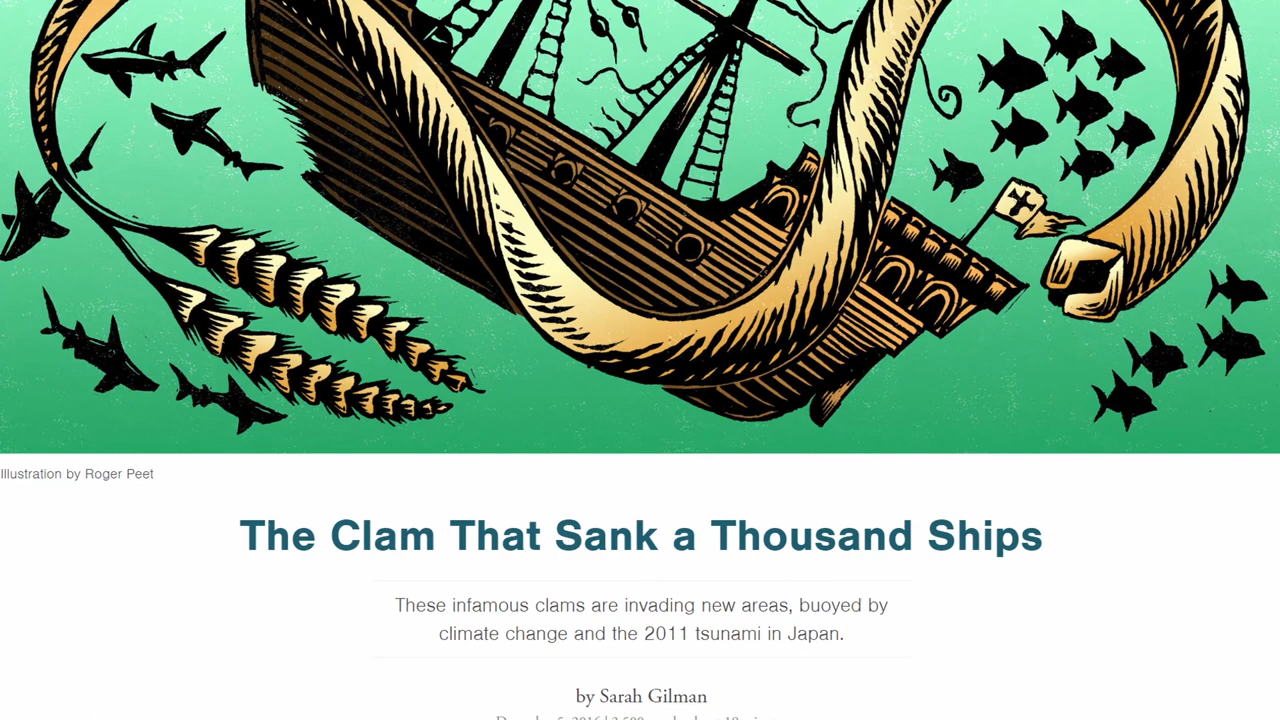 Illustration by Roger Peet
The Clam That Sank a Thousand Ships
These infamous clams are invading new areas, buoyed by
climate change and the 2011 tsunami in Japan.
by Sarah Gilman